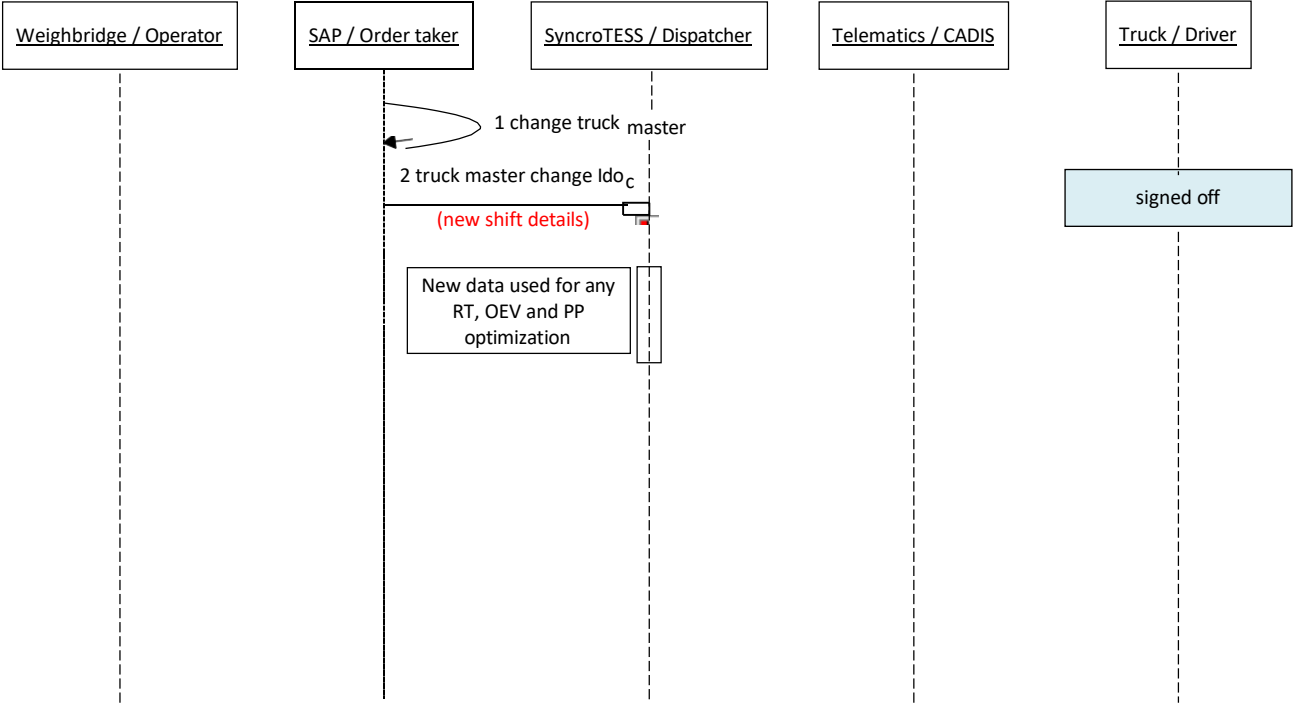 Weighbridge / Operator
SAP / Order taker
SyncroTESS / Dispatcher
Telematics / CADIS
Truck / Driver
1 change truck master
2 truck master change Idoc
(new shift details)
signed off
New data used for any
RT, OEV and PP
optimization